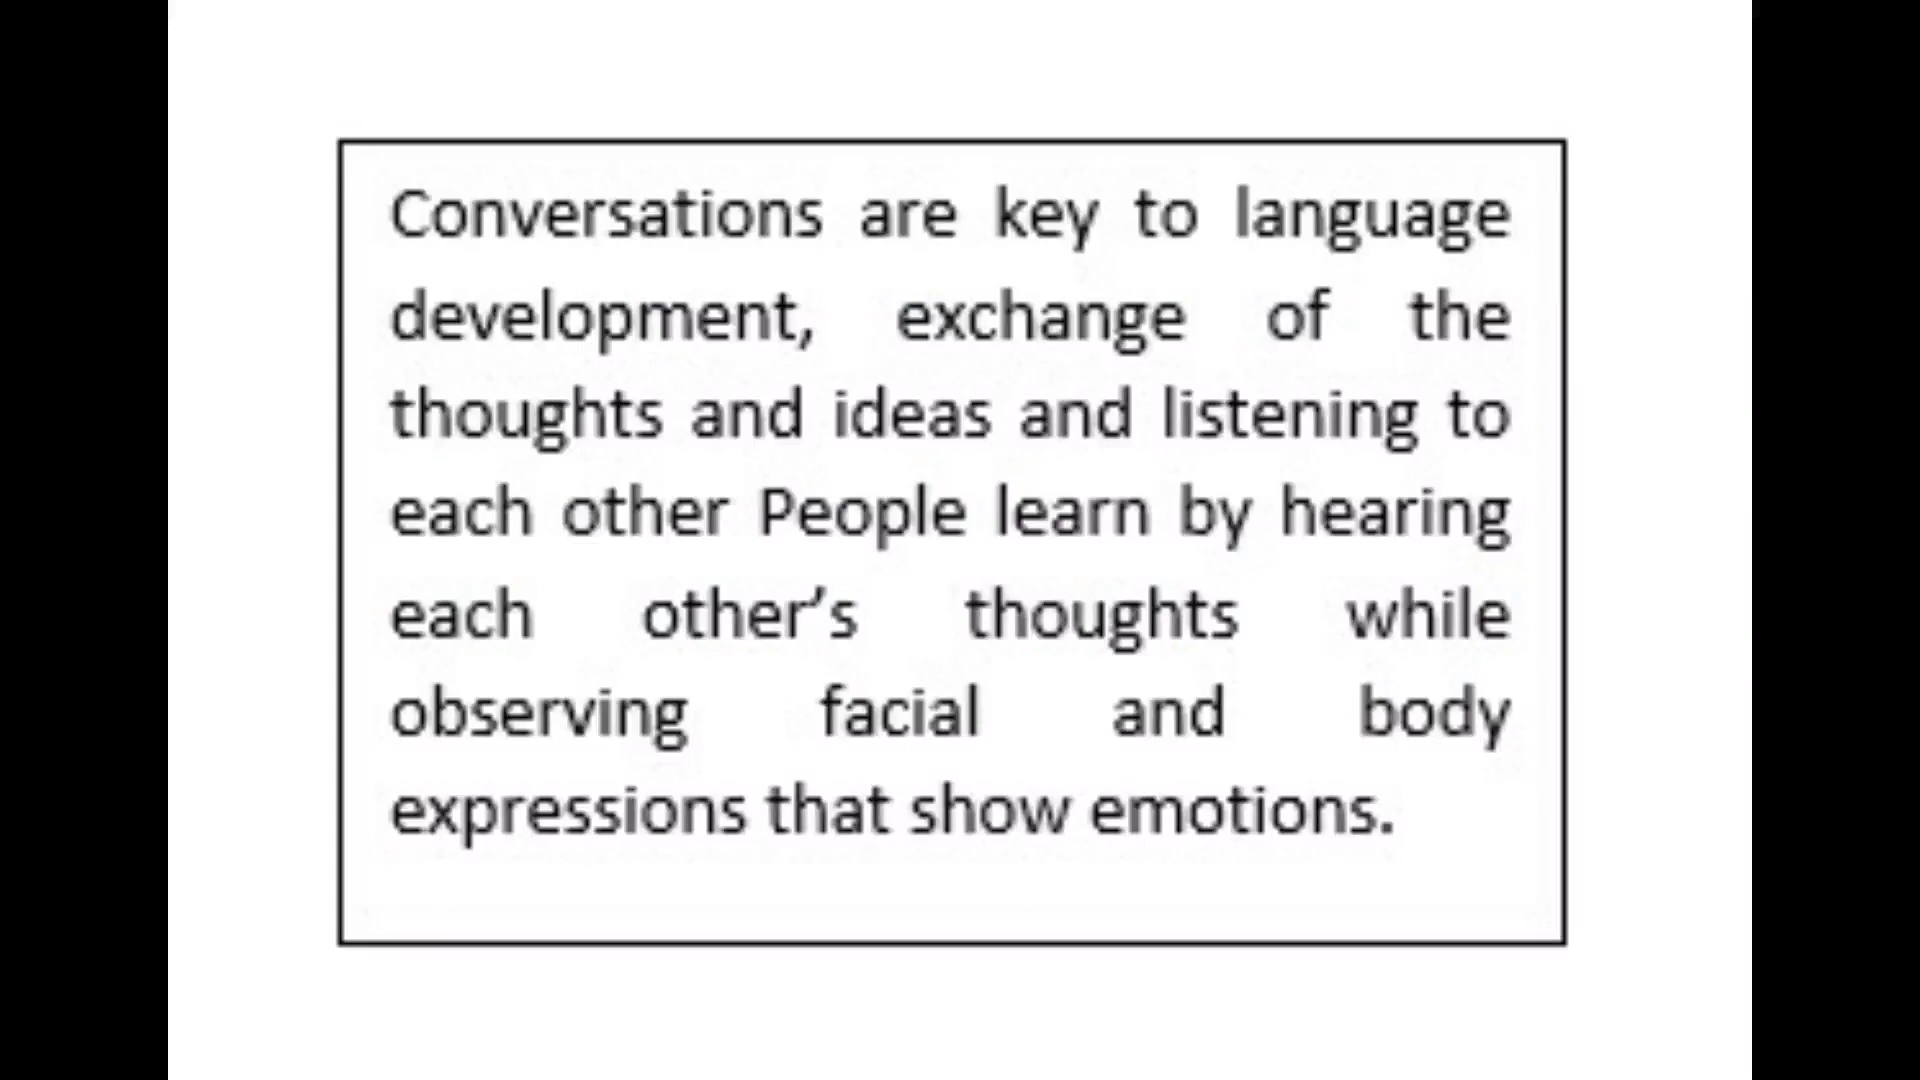 Conversations are key to language
development, exchange of the
thoughts and ideas and listening to
each other People learn by hearing
each other’s thoughts while
observing facial and body
expressions that show emotions.